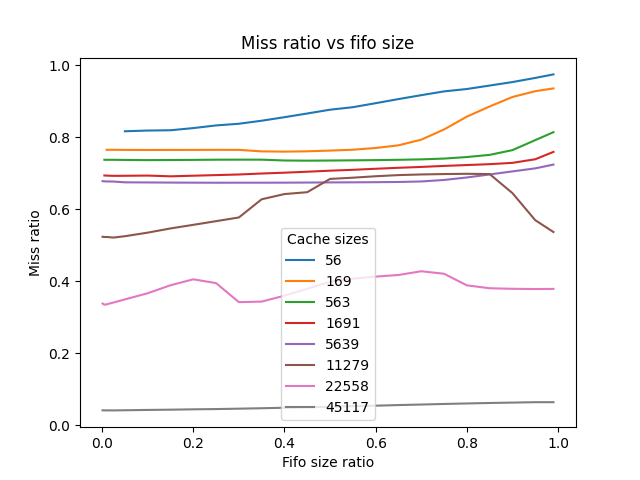 Miss ratio vs fifo size
1.0
0.8
0.6
0.4
0.2
0.0
Miss ratio
Cache sizes
56
169
563
1691
5639
11279
22558
45117
0.0 0.2 0.4 0.6 0.8 1.0
Fifo size ratio